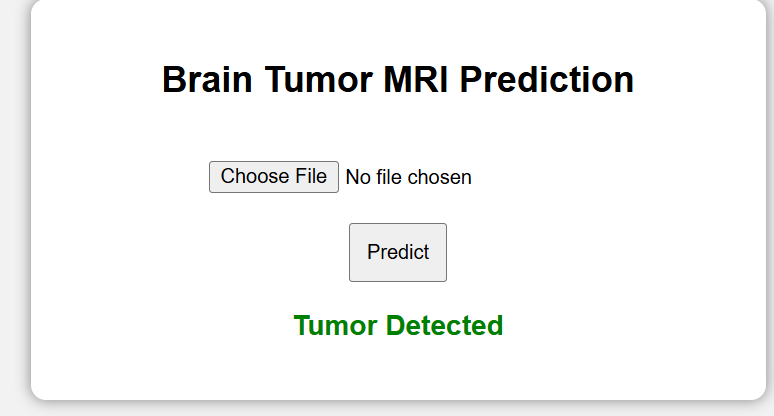 Brain Tumor MRI Prediction
Choose File No file chosen
Predict
Tumor Detected